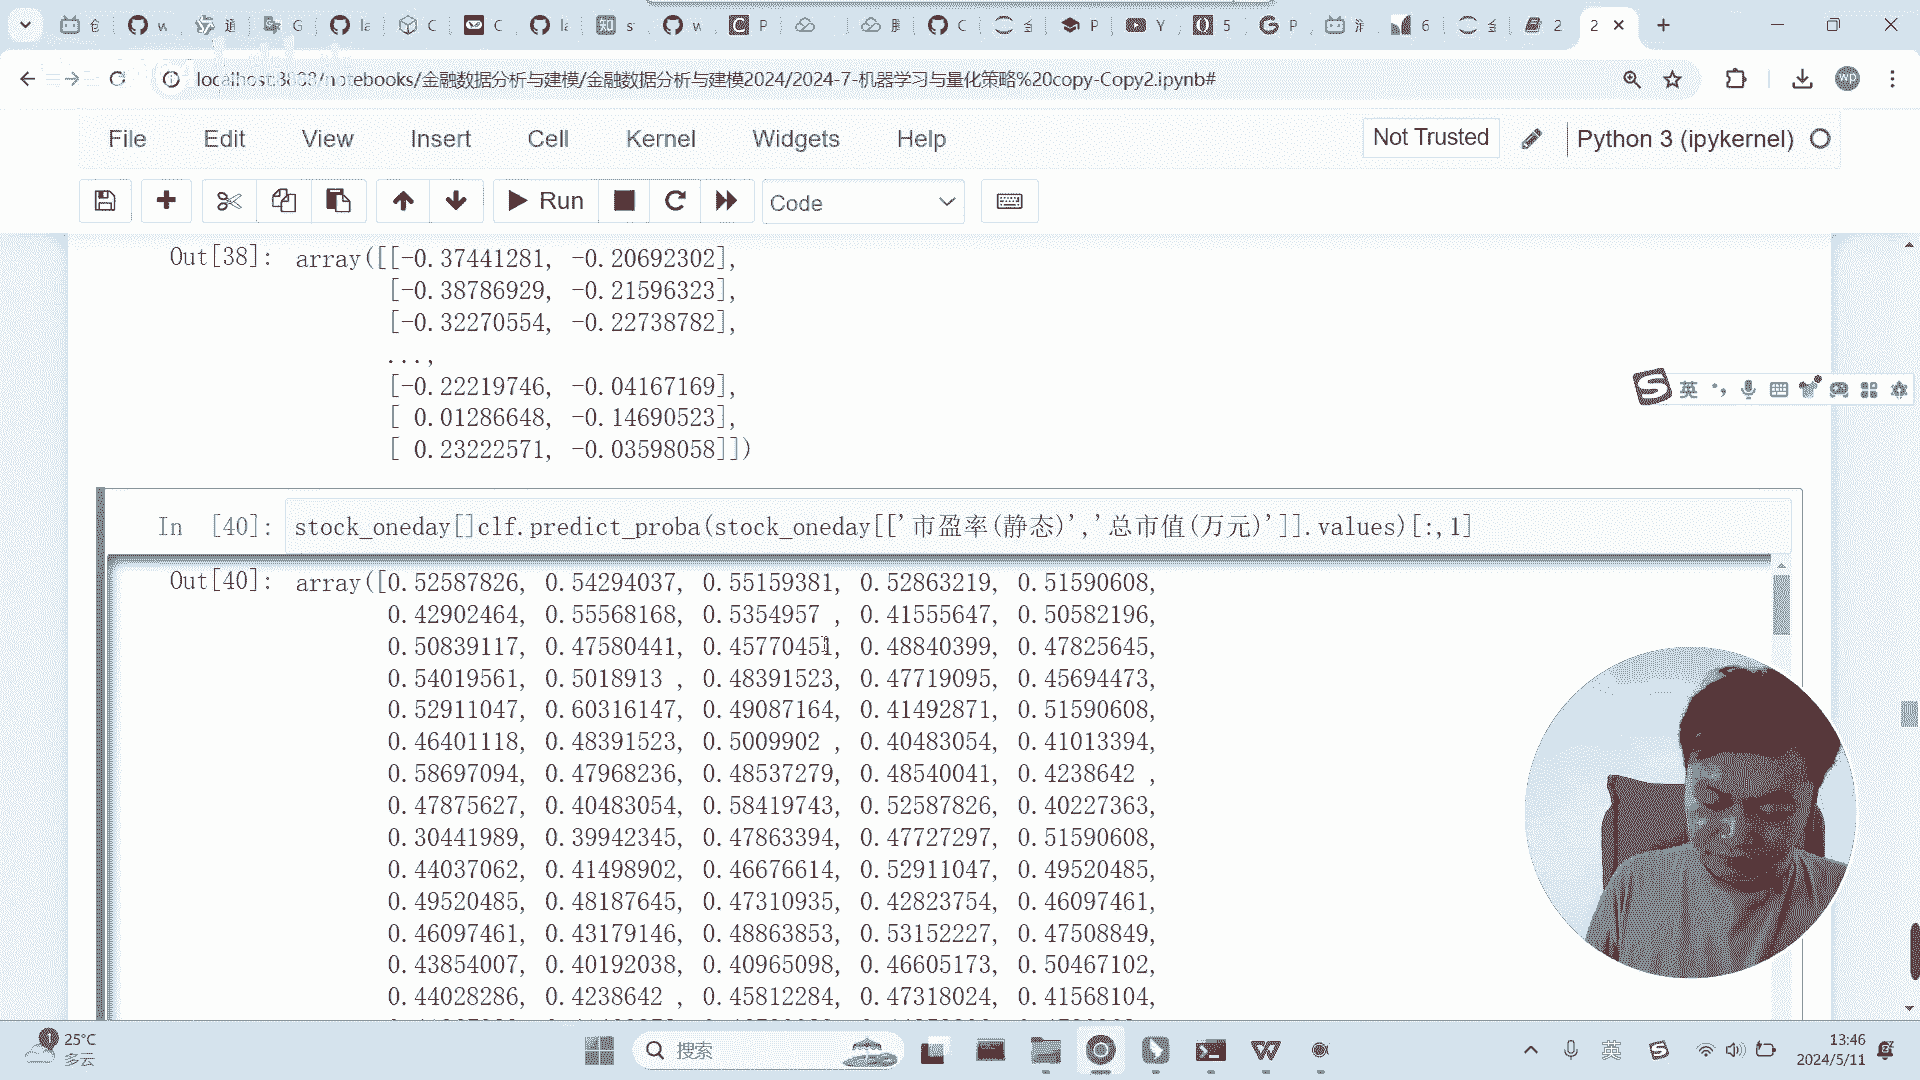 localhost:8888/notebooks/金融数据分析与建模/金融数据分析与建模2024/2024-7-机器学习与量化策略%20copy-Copy2.ipynb#
wp
File Edit View Insert Cell Kernel Widgets Help
Not Trusted
Python 3 (ipykernel)
Run
Code
Out[38]: array([[-0.37441281, -0.20692302],
[-0.38786929, -0.21596323],
[-0.32270554, -0.22738782],
...,
[-0.22219746, -0.04167169],
[ 0.01286648, -0.14690523],
[ 0.23222571, -0.03598058]])
英
In [40]: stock_oneday[]clf.predict_proba(stock_oneday[['市盈率(静态)','总市值(万元)']].values)[:,1]
Out[40]: array([0.52587826, 0.54294037, 0.55159381, 0.52863219, 0.51590608,
0.42902464, 0.55568168, 0.5354957 , 0.41555647, 0.50582196,
0.50839117, 0.47580441, 0.45770451, 0.48840399, 0.47825645,
0.54019561, 0.5018913 , 0.48391523, 0.47719095, 0.45694473,
0.52911047, 0.60316147, 0.49087164, 0.41492871, 0.51590608,
0.46401118, 0.48391523, 0.5009902 , 0.40483054, 0.41013394,
0.58697094, 0.47968236, 0.48537279, 0.48540041, 0.4238642 ,
0.47875627, 0.40483054, 0.58419743, 0.52587826, 0.40227363,
0.30441989, 0.39942345, 0.47863394, 0.47727297, 0.51590608,
0.44037062, 0.41498902, 0.46676614, 0.52911047, 0.49520485,
0.49520485, 0.48187645, 0.47310935, 0.42823754, 0.46097461,
0.46097461, 0.43179146, 0.48863853, 0.53152227, 0.47508849,
0.43854007, 0.40192038, 0.40965098, 0.46605173, 0.50467102,
0.44028286, 0.4238642 , 0.45812284, 0.47318024, 0.41568104,
25°C
多云
搜索
英
13:46
2024/5/11